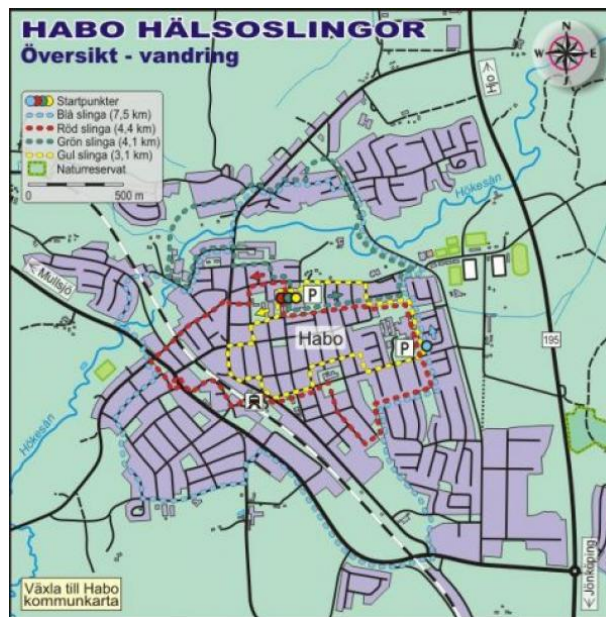 HABO HÄLSOSLINGOR
Översikt - vandring
N
W
E
S
Hjo
Startpunkter
Blå slinga (7,5 km)
Röd slinga (4,4 km)
Grön slinga (4,1 km)
Gul slinga (3,1 km)
Naturreservat
0 500 m
Hökesån
Mullsjö
P
Habo
P
195
Hökesån
Växla till Habo
kommunkarta
Jönköping